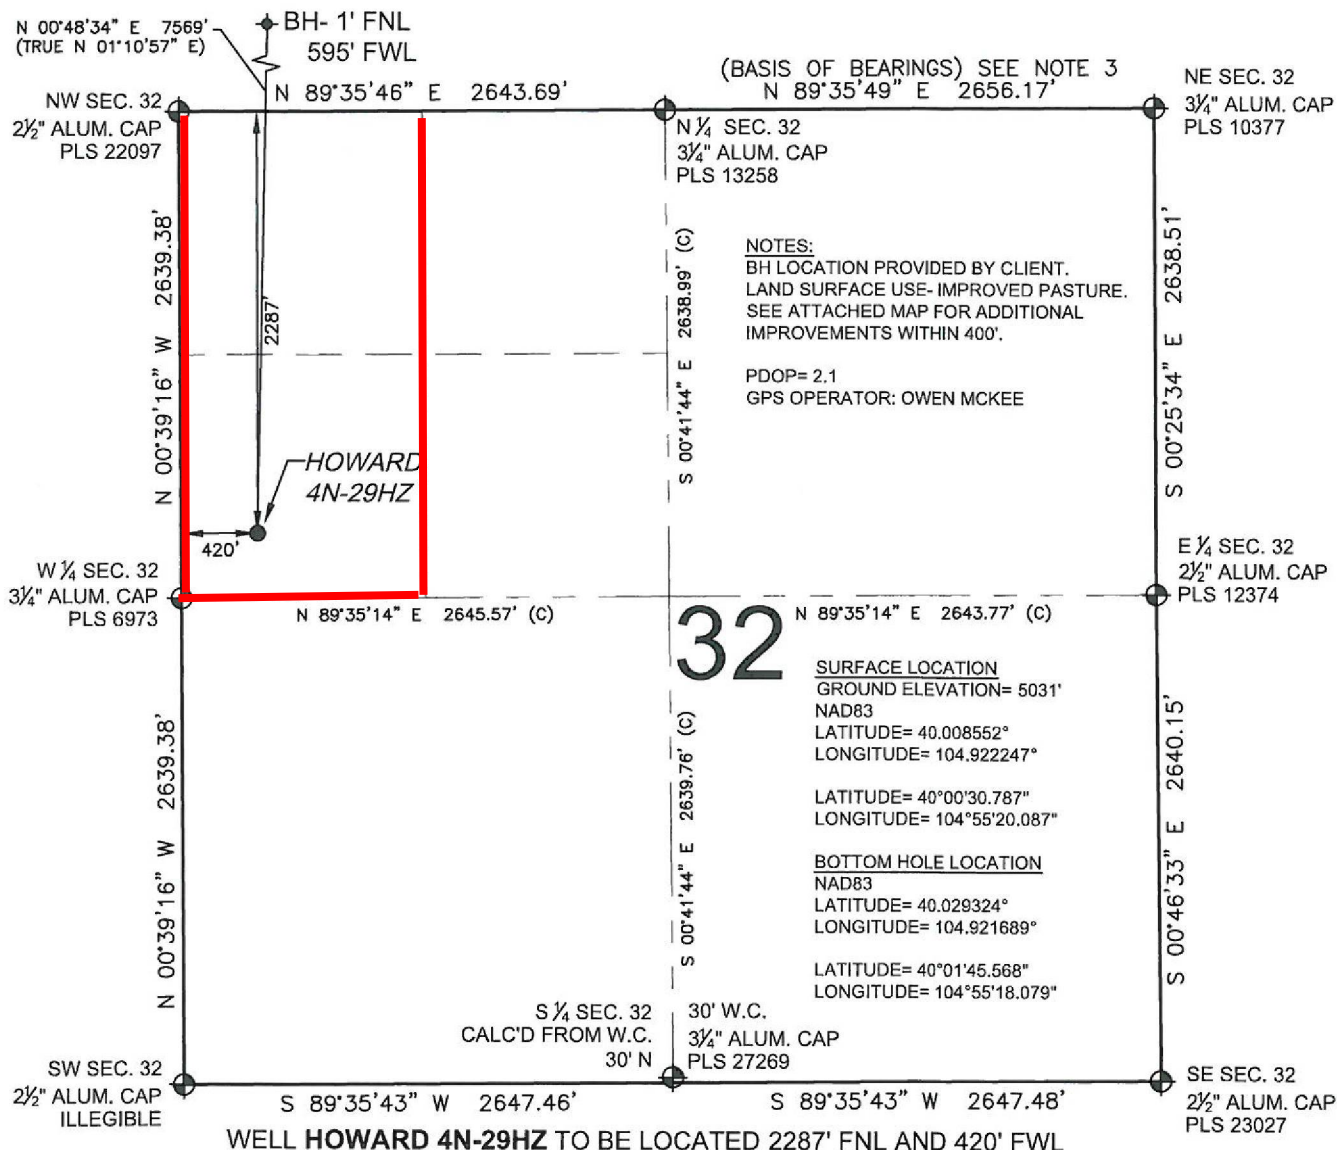 N 00°48'34" E 7569'
(TRUE N 01°10'57" E)
BH- 1' FNL
595' FWL
(BASIS OF BEARINGS) SEE NOTE 3
N 89°35'46" E 2643.69'
N 89°35'49" E 2656.17'
NW SEC. 32
2½" ALUM. CAP
PLS 22097
N ¼ SEC. 32
3¼" ALUM. CAP
PLS 13258
NE SEC. 32
3¼" ALUM. CAP
PLS 10377
N 00°39'16" W 2639.38'
2287'
S 00°41'44" E 2638.99' (C)
NOTES:
BH LOCATION PROVIDED BY CLIENT.
LAND SURFACE USE- IMPROVED PASTURE.
SEE ATTACHED MAP FOR ADDITIONAL
IMPROVEMENTS WITHIN 400'.
PDOP= 2.1
GPS OPERATOR: OWEN MCKEE
S 00°25'34" E 2638.51'
HOWARD
4N-29HZ
420'
W ¼ SEC. 32
3¼" ALUM. CAP
PLS 6973
N 89°35'14" E 2645.57' (C)
32
N 89°35'14" E 2643.77' (C)
E ¼ SEC. 32
2½" ALUM. CAP
PLS 12374
SURFACE LOCATION
GROUND ELEVATION= 5031'
NAD83
LATITUDE= 40.008552°
LONGITUDE= 104.922247°
LATITUDE= 40°00'30.787"
LONGITUDE= 104°55'20.087"
BOTTOM HOLE LOCATION
NAD83
LATITUDE= 40.029324°
LONGITUDE= 104.921689°
LATITUDE= 40°01'45.568"
LONGITUDE= 104°55'18.079"
N 00°39'16" W 2639.38'
S 00°41'44" E 2639.76' (C)
S 00°46'33" E 2640.15'
S ¼ SEC. 32
CALC'D FROM W.C.
30' N
30' W.C.
3¼" ALUM. CAP
PLS 27269
SW SEC. 32
2½" ALUM. CAP
ILLEGIBLE
SE SEC. 32
2½" ALUM. CAP
PLS 23027
S 89°35'43" W 2647.46'
S 89°35'43" W 2647.48'
WELL HOWARD 4N-29HZ TO BE LOCATED 2287' FNL AND 420' FWL